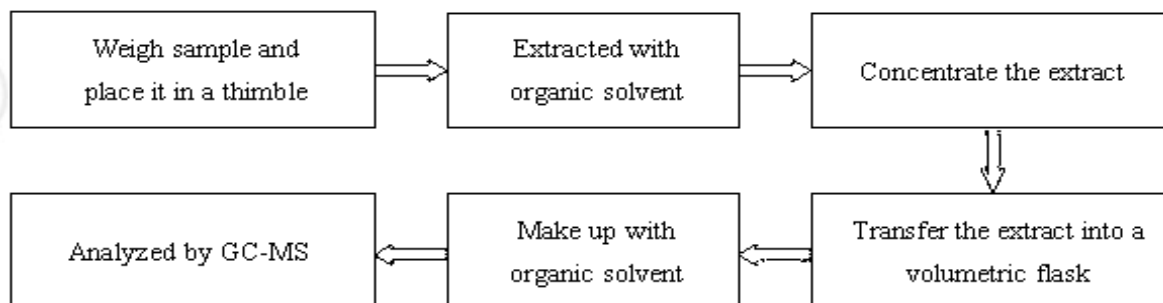 Weigh sample and
place it in a thimble
Extracted with
organic solvent
Concentrate the extract
Transfer the extract into a
volumetric flask
Make up with
organic solvent
Analyzed by GC-MS